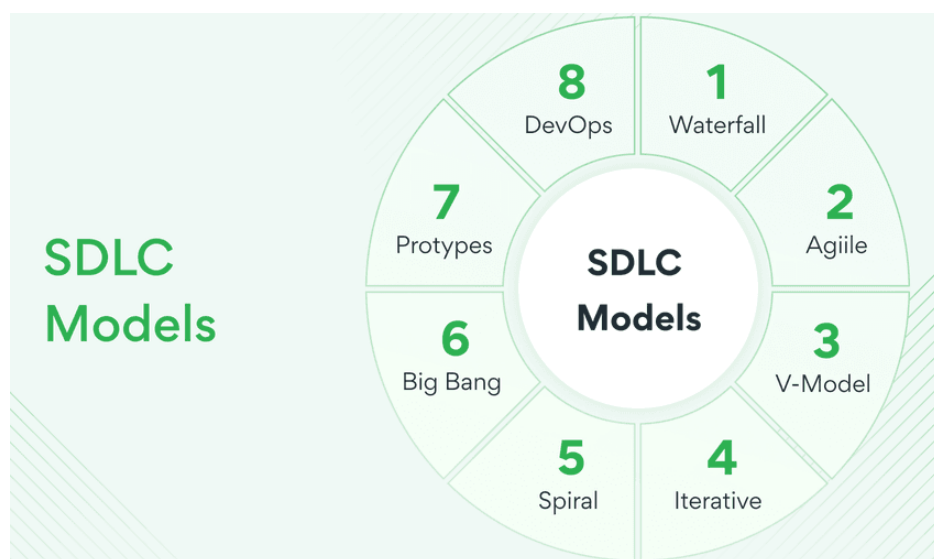 SDLC
Models
SDLC
Models
1
Waterfall
2
Agiile
3
V-Model
4
Iterative
5
Spiral
6
Big Bang
7
Protypes
8
DevOps